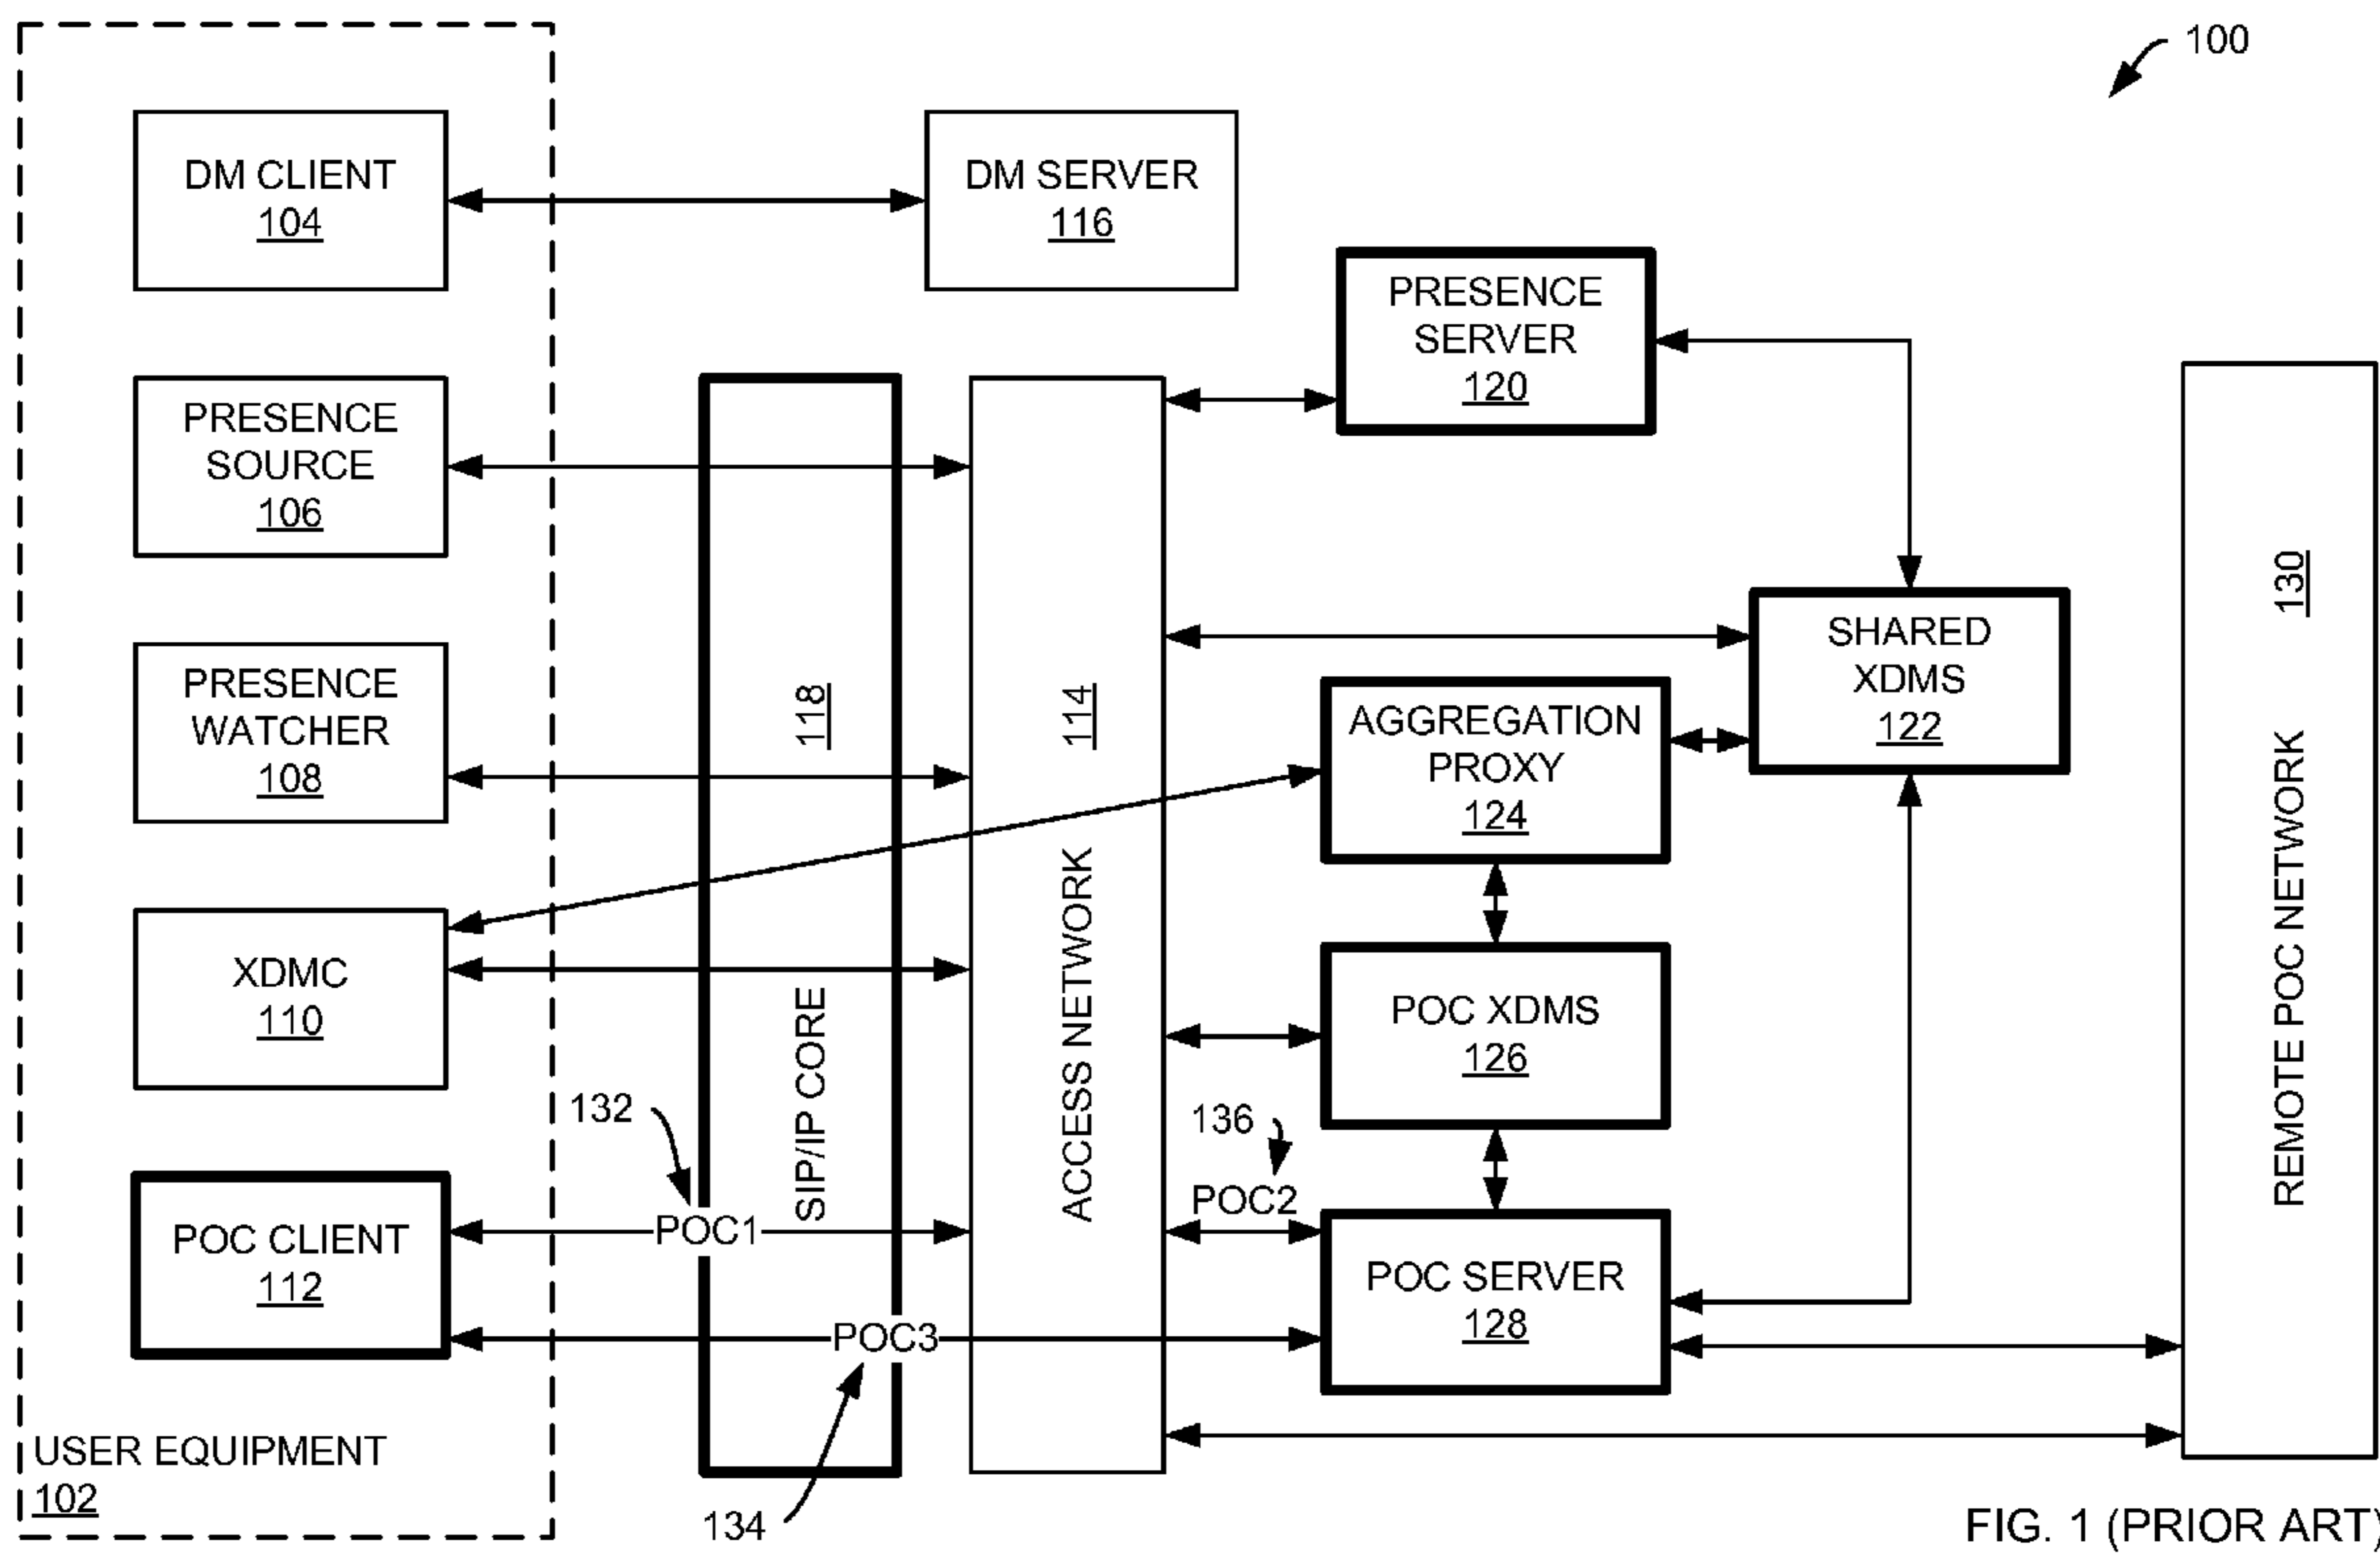 100
DM CLIENT
104
DM SERVER
116
PRESENCE
SERVER
120
PRESENCE
SOURCE
106
PRESENCE
WATCHER
108
XDMC
110
POC CLIENT
112
USER EQUIPMENT
102
118
SIP/IP CORE
114
ACCESS NETWORK
132
POC1
POC3
134
136
POC2
SHARED
XDMS
122
AGGREGATION
PROXY
124
POC XDMS
126
POC SERVER
128
130
REMOTE POC NETWORK
FIG. 1 (PRIOR ART)